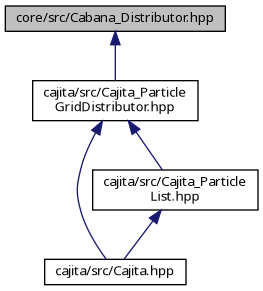 core/src/Cabana_Distributor.hpp
cajita/src/Cajita_Particle
GridDistributor.hpp
cajita/src/Cajita_Particle
List.hpp
cajita/src/Cajita.hpp